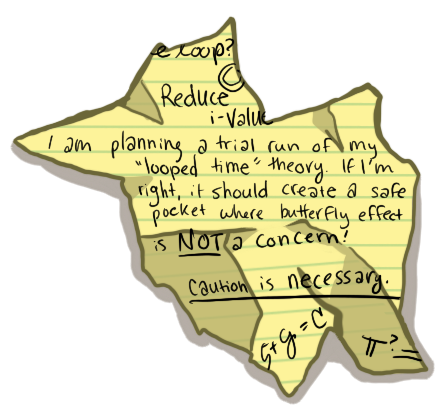 e loop?
©
Reduce
i-Value
I am planning a trial run of my
"looped time" theory. If I'm
right, it should create a safe
pocket where butterfly effect
is NOT a concern!
Caution is necessary.
π?=